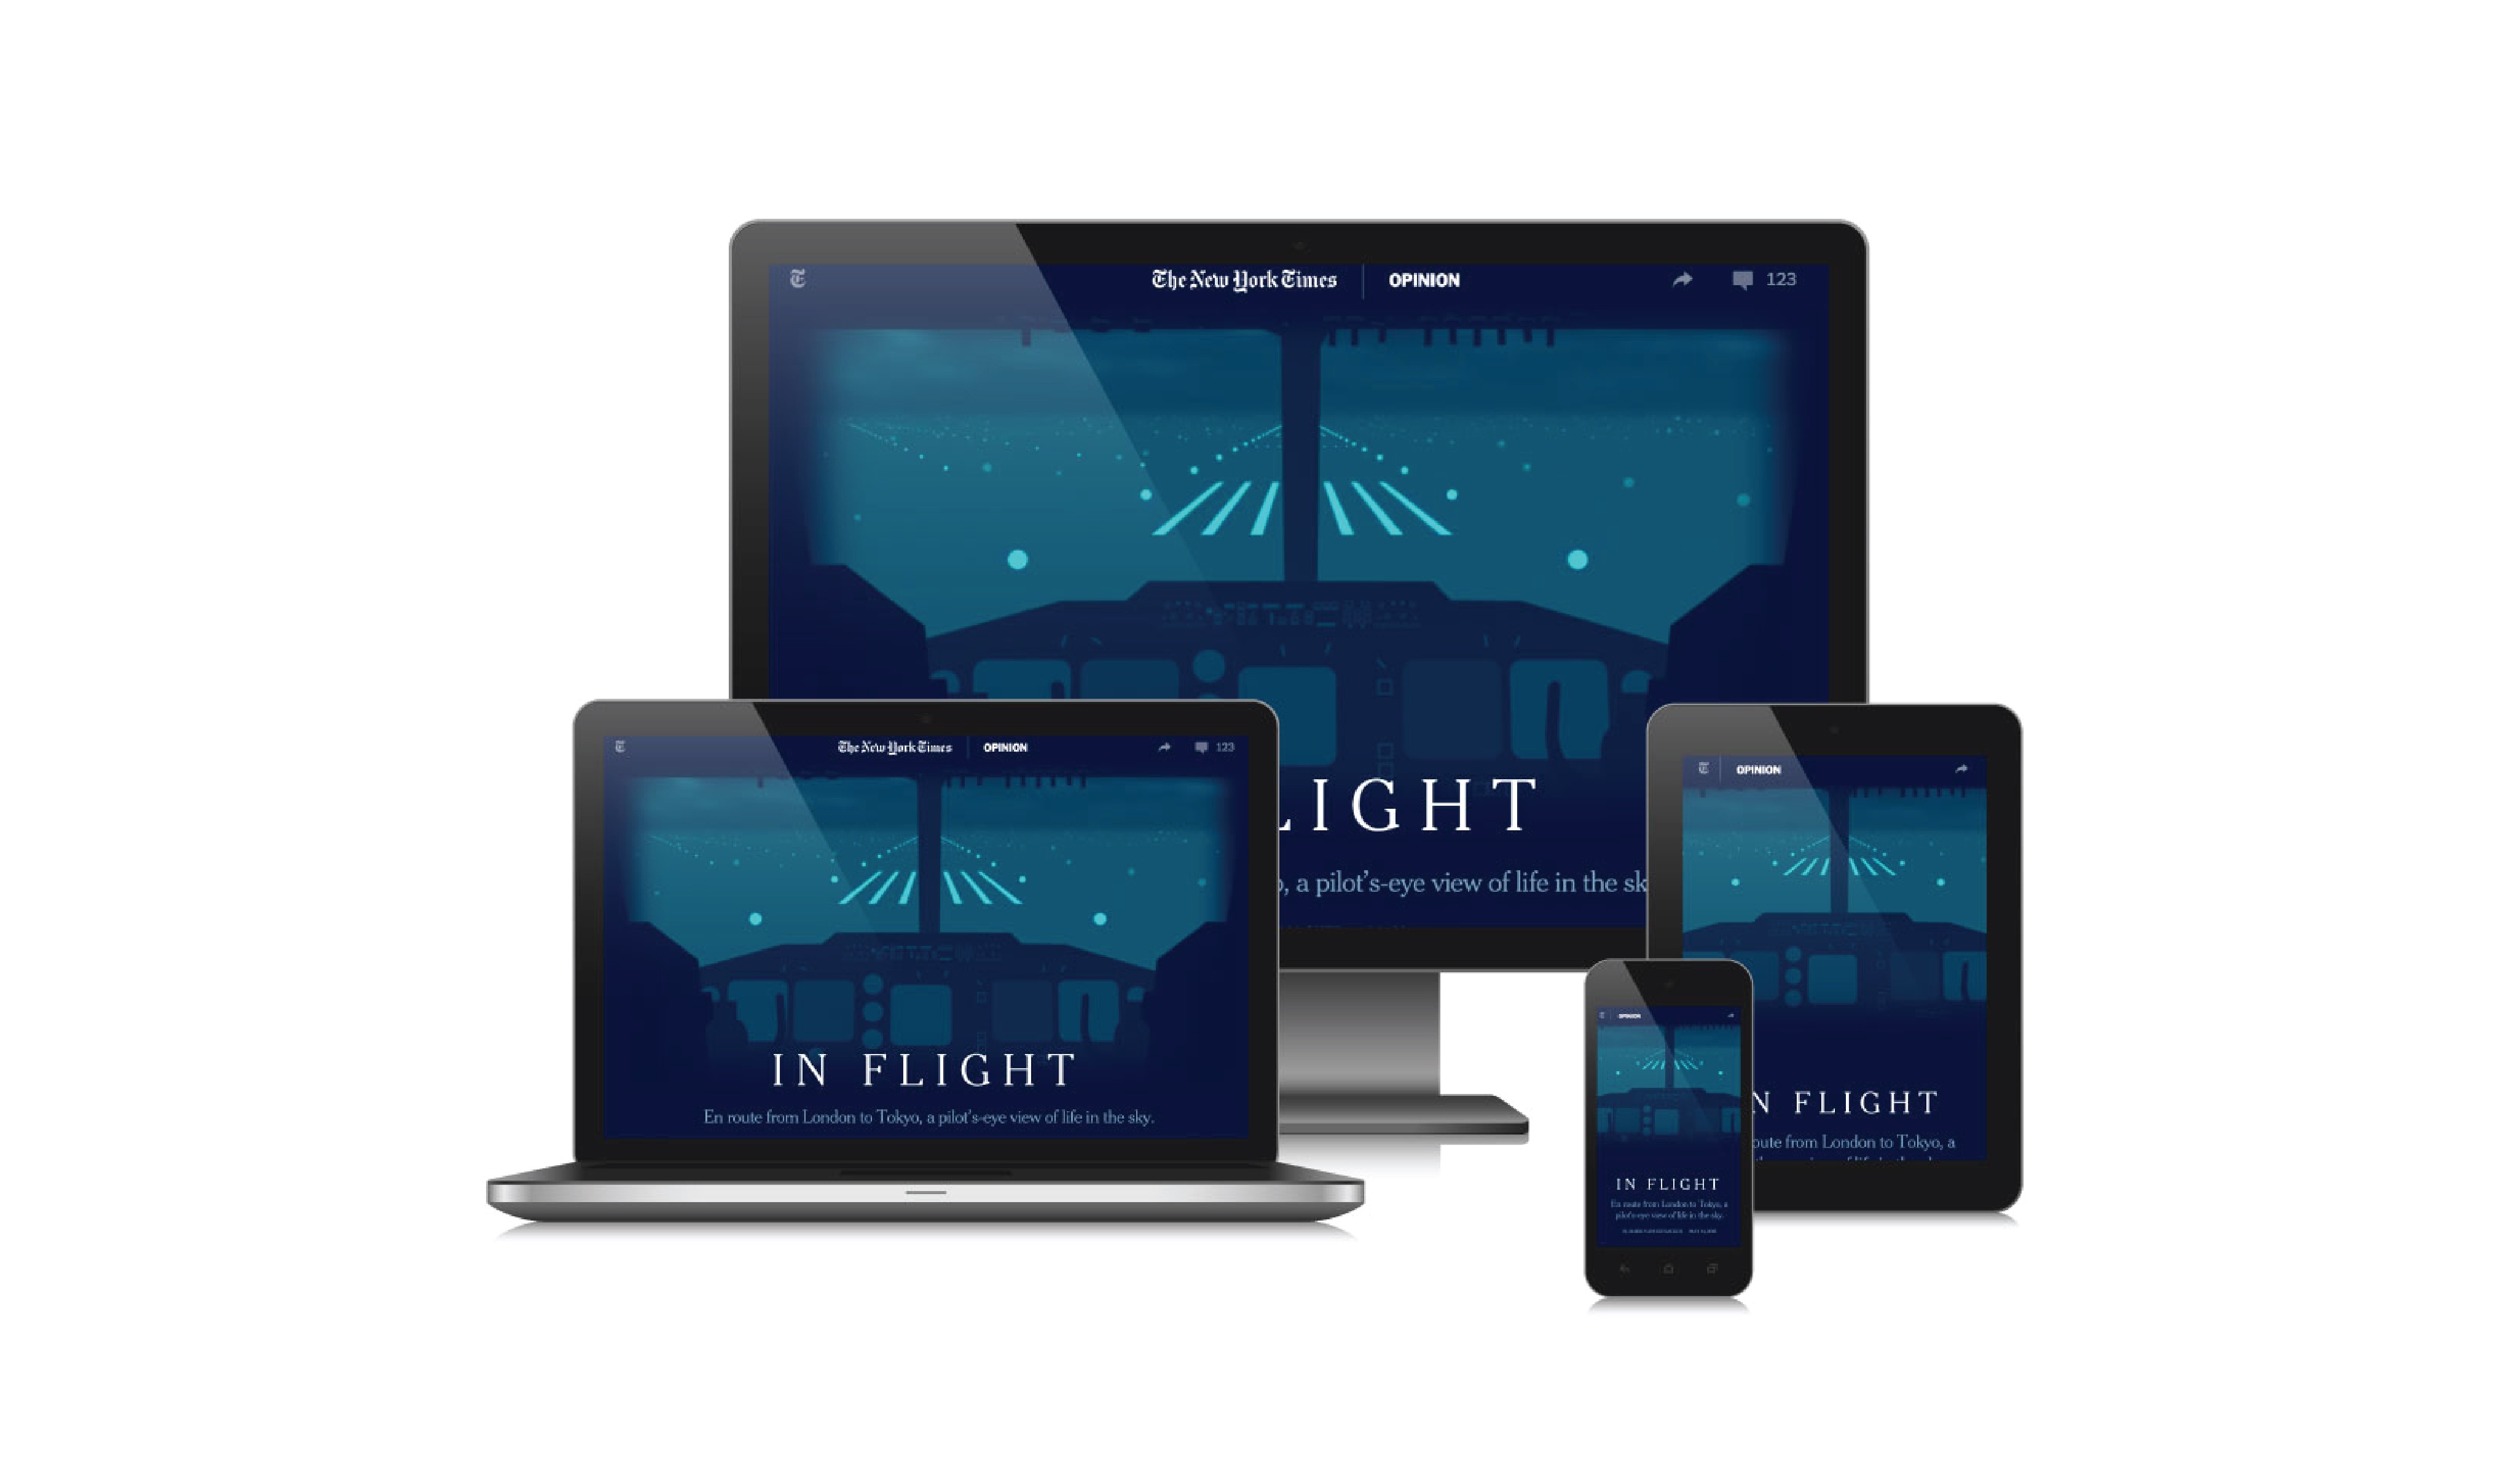 The New York Times
OPINION
123
LIGHT
, a pilot's-eye view of life in the sk
The New York Times
OPINION
123
IN FLIGHT
En route from London to Tokyo, a pilot's-eye view of life in the sky.
OPINION
N FLIGHT
oute from London to Tokyo, a
OPINION
IN FLIGHT
En route from London to Tokyo, a
pilot's-eye view of life in the sky.